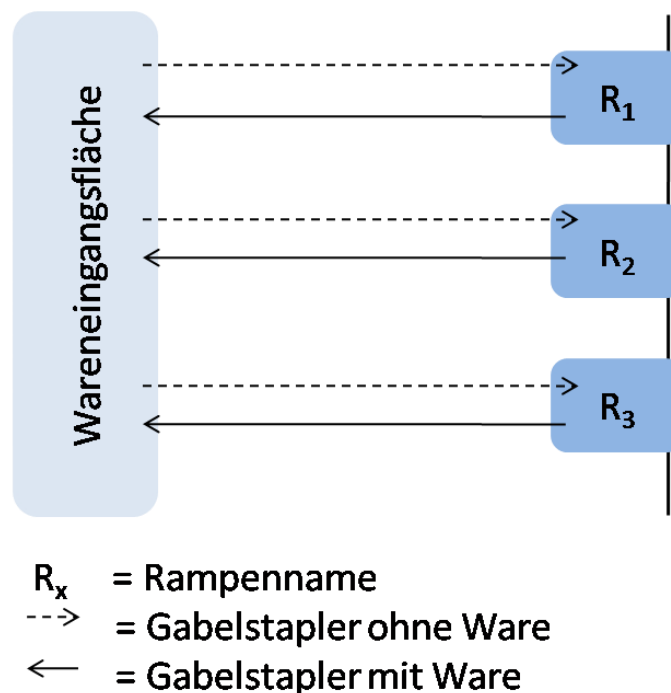 Wareneingangsfläche
R₁
R₂
R₃
Rₓ = Rampenname
= Gabelstapler ohne Ware
= Gabelstapler mit Ware